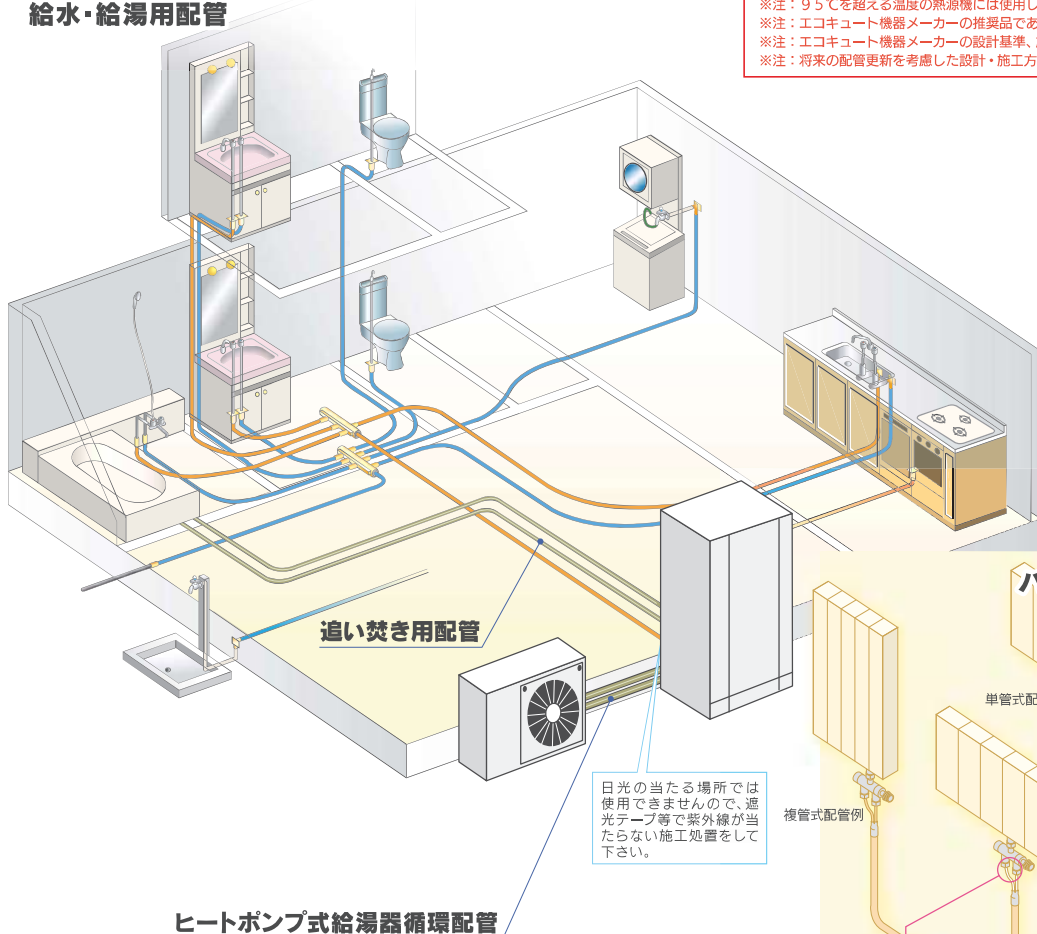 給水・給湯用配管
※注：９５℃を超える温度の熱源機には使用し
※注：エコキュート機器メーカーの推奨品であ
※注：エコキュート機器メーカーの設計基準、
※注：将来の配管更新を考慮した設計・施工方
追い焚き用配管
単管式配
複管式配管例
日光の当たる場所では
使用できませんので、遮
光テープ等で紫外線が当
たらない施工処置をして
下さい。
ヒートポンプ式給湯器循環配管